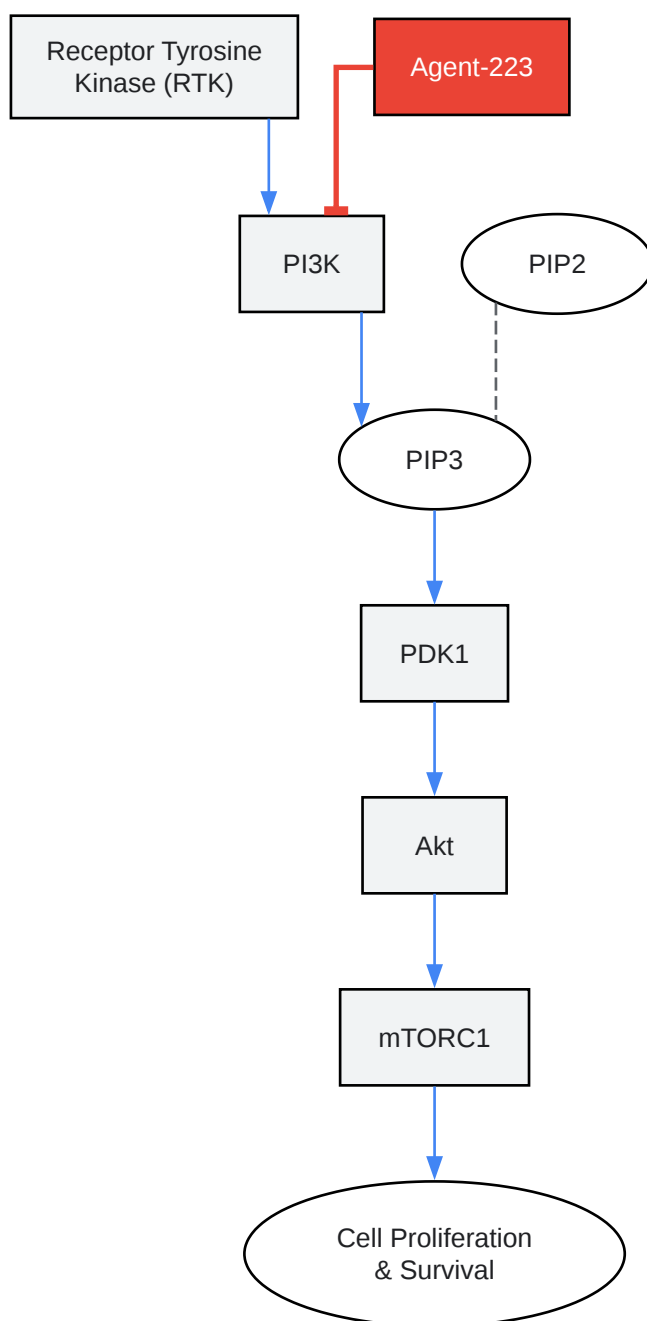 Receptor Tyrosine
Kinase (RTK)
Agent-223
PI3K
PIP2
PIP3
PDK1
Akt
mTORC1
Cell Proliferation
& Survival